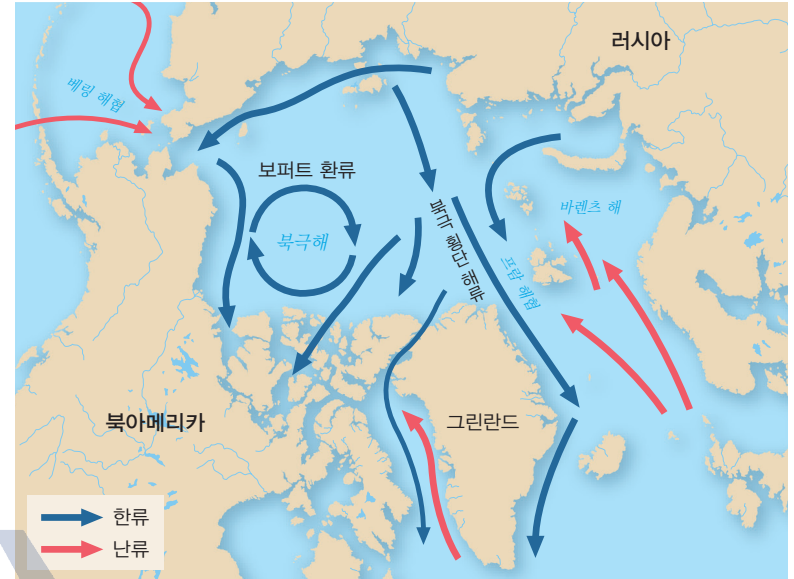 러시아
베링 해협
보퍼트 환류
북극해
북극 횡단 해류
바렌츠 해
프람 해협
북아메리카
그린란드
한류
난류